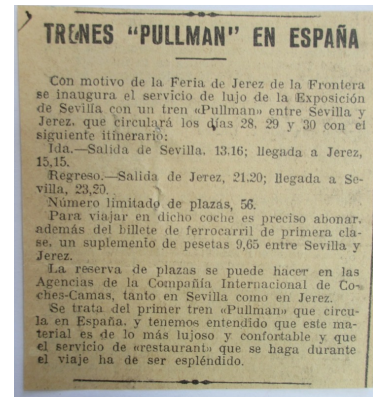 TRENES “PULLMAN” EN ESPAÑA
Con motivo de la Feria de Jerez de la Frontera
se inaugura el servicio de lujo de la Exposición
de Sevilla con un tren «Pullman» entre Sevilla y
Jerez, que circulará los días 28, 29 y 30 con el
siguiente itinerario:
Ida.—Salida de Sevilla, 13.16; llegada a Jerez,
15,15.
Regreso.—Salida de Jerez, 21.20; llegada a Se-
villa, 23,20.
Número limitado de plazas, 56.
Para viajar en dicho coche es preciso abonar,
además del billete de ferrocarril de primera cla-
se, un suplemento de pesetas 9,65 entre Sevilla y
Jerez.
La reserva de plazas se puede hacer en las
Agencias de la Compañía Internacional de Co-
ches-Camas, tanto en Sevilla como en Jerez.
Se trata del primer tren «Pullman» que circu-
la en España, y tenemos entendido que este ma-
terial es de lo más lujoso y confortable y que
el servicio de «restaurant» que se haga durante
el viaje ha de ser espléndido.